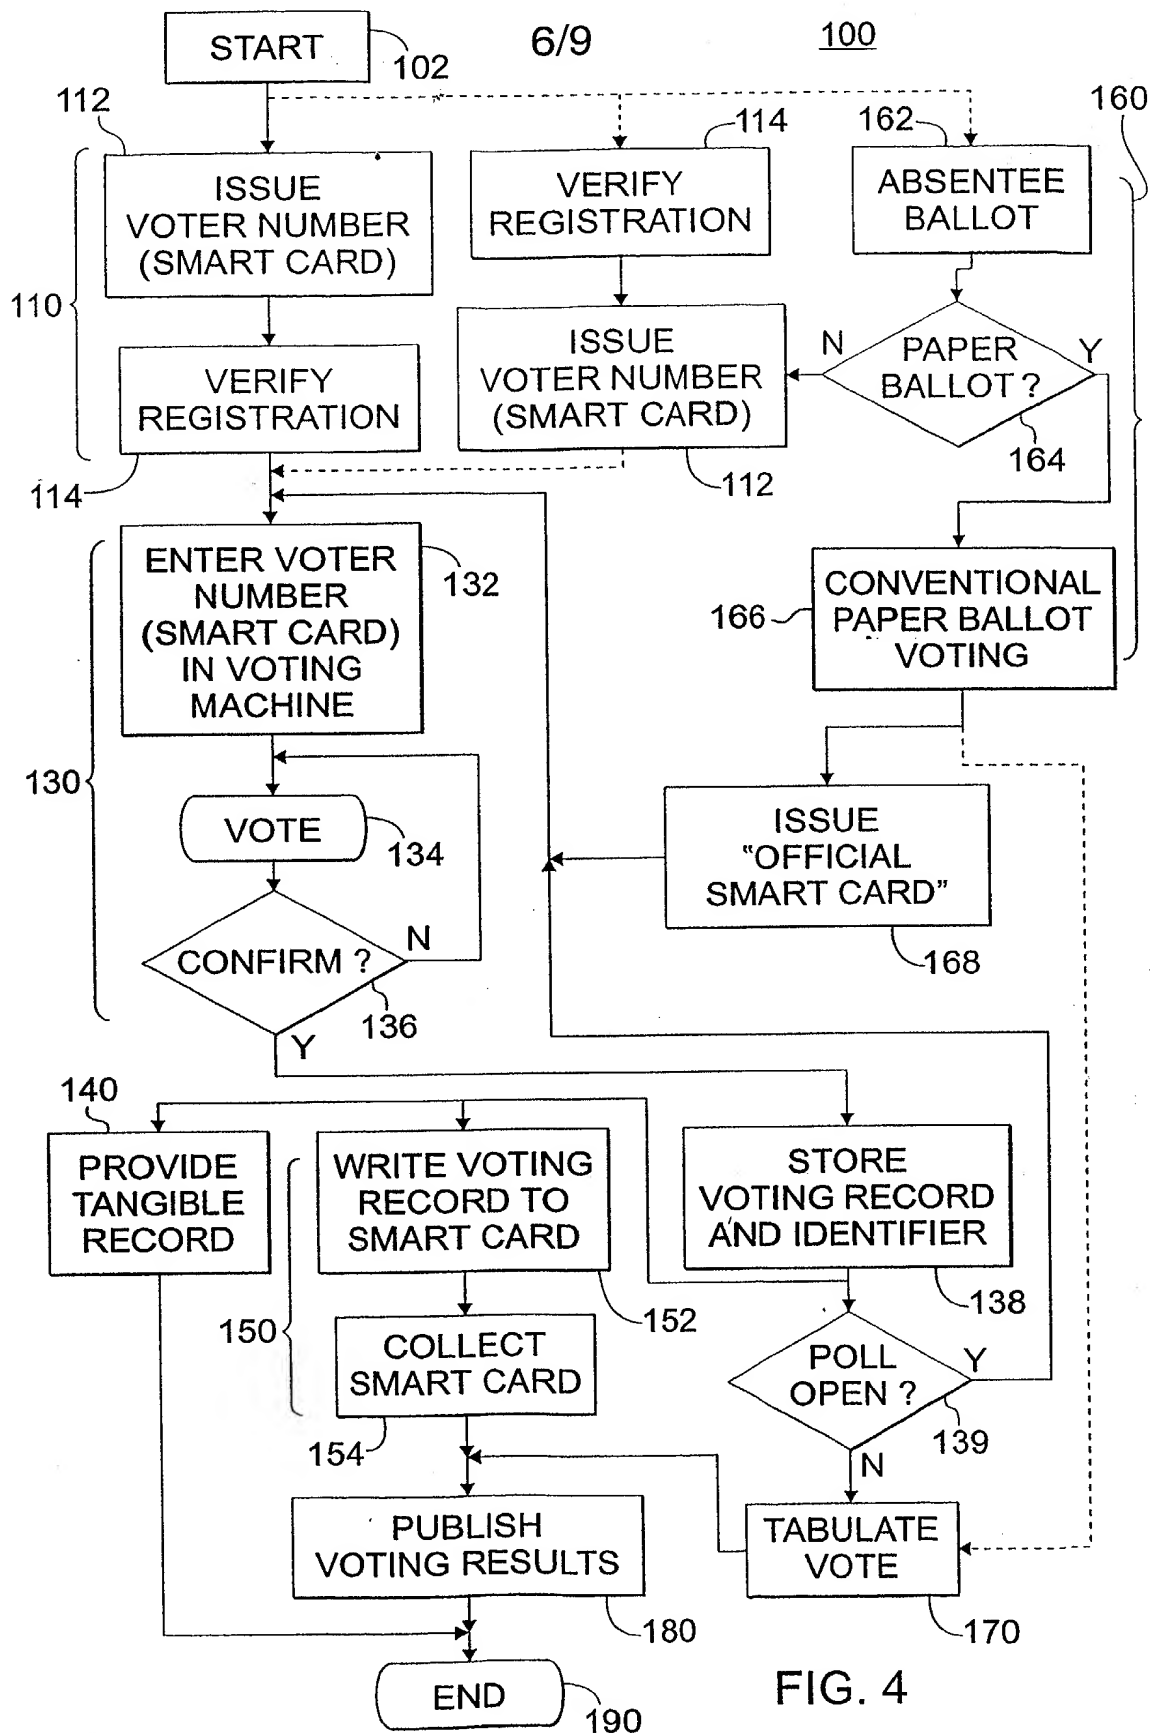 START
102
6/9
100
112
114
162
160
ISSUE
VOTER NUMBER
(SMART CARD)
VERIFY
REGISTRATION
ABSENTEE
BALLOT
110
VERIFY
REGISTRATION
ISSUE
VOTER NUMBER
(SMART CARD)
N
PAPER
BALLOT ?
Y
164
114
112
ENTER VOTER
NUMBER
(SMART CARD)
IN VOTING
MACHINE
132
166
CONVENTIONAL
PAPER BALLOT
VOTING
130
VOTE
134
ISSUE
"OFFICIAL
SMART CARD"
168
CONFIRM ?
N
136
Y
140
PROVIDE
TANGIBLE
RECORD
WRITE VOTING
RECORD TO
SMART CARD
STORE
VOTING RECORD
AND IDENTIFIER
150
152
138
COLLECT
SMART CARD
154
POLL
OPEN ?
Y
139
N
PUBLISH
VOTING RESULTS
180
TABULATE
VOTE
170
END
190
FIG. 4